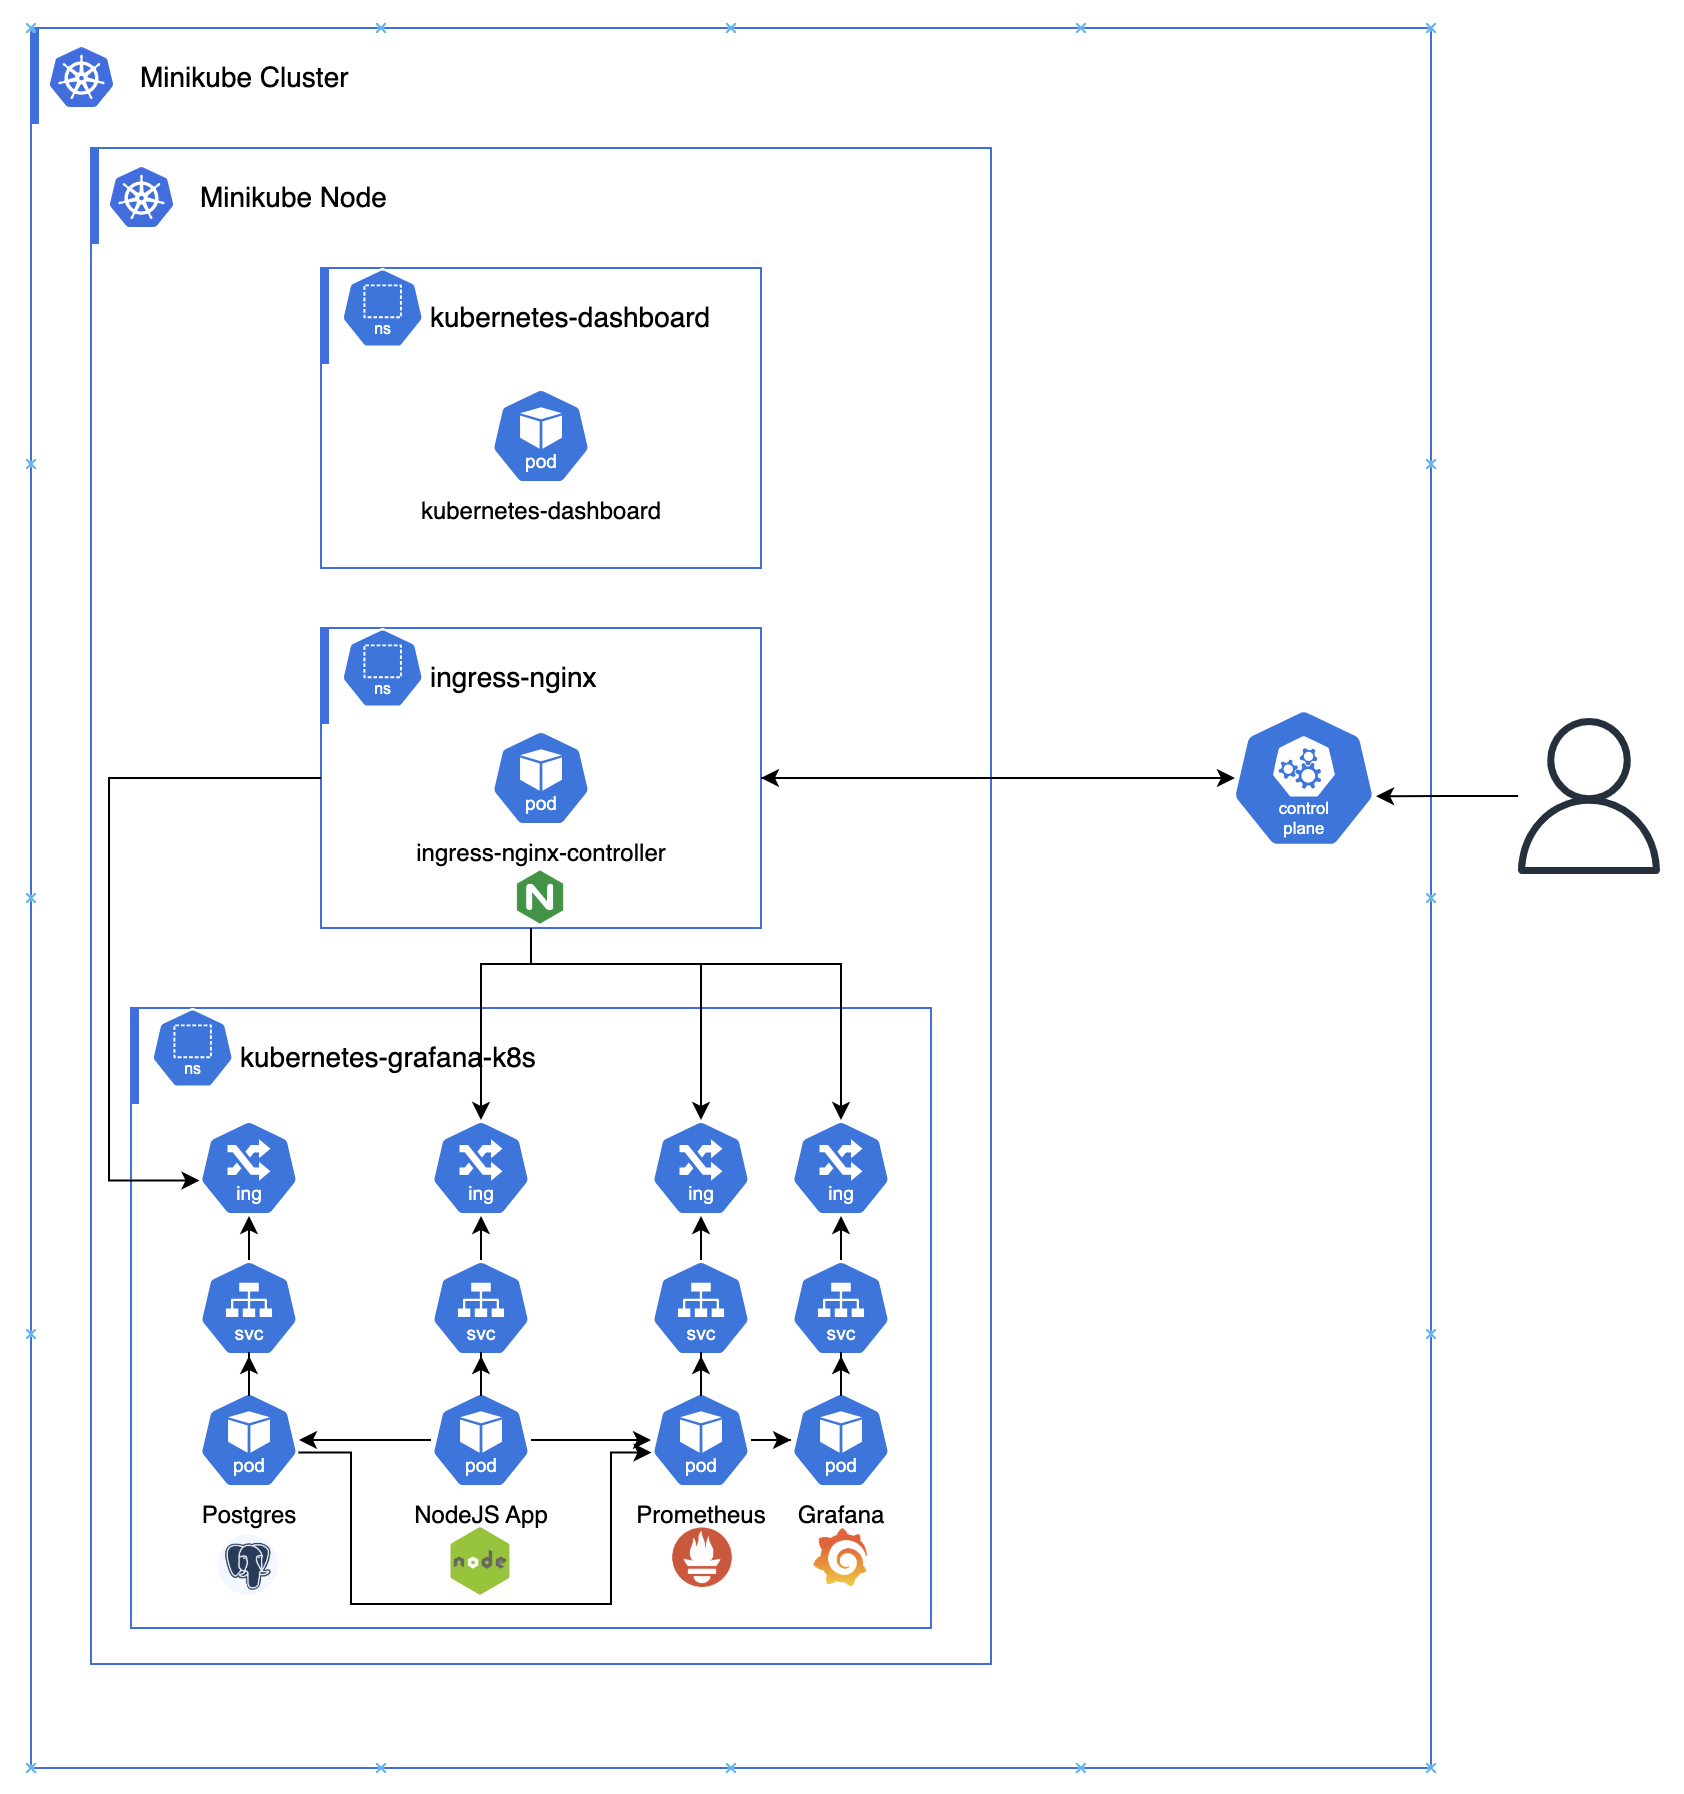 Minikube Cluster
Minikube Node
ns
kubernetes-dashboard
pod
kubernetes-dashboard
ns
ingress-nginx
pod
ingress-nginx-controller
N
control
plane
ns
kubernetes-grafana-k8s
ing
ing
ing
ing
svc
svc
svc
svc
pod
pod
pod
pod
Postgres
NodeJS App
Prometheus
Grafana
node